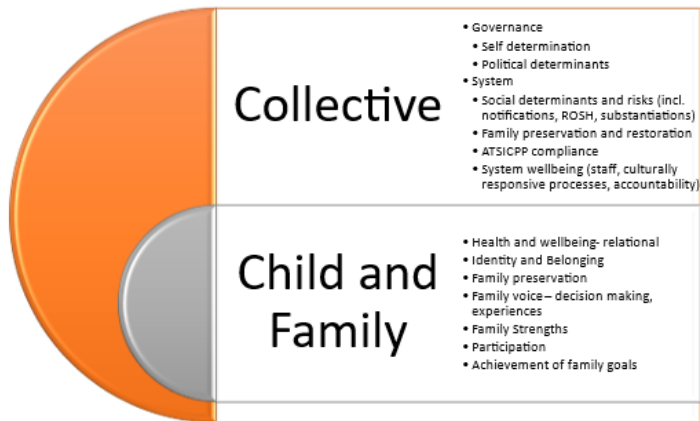 Collective
• Governance
• Self determination
• Political determinants
• System
• Social determinants and risks (incl.
notifications, ROSH, substantiations)
• Family preservation and restoration
• ATSICPP compliance
• System wellbeing (staff, culturally
responsive processes, accountability)
Child and
Family
• Health and wellbeing- relational
• Identity and Belonging
• Family preservation
• Family voice – decision making,
experiences
• Family Strengths
• Participation
• Achievement of family goals